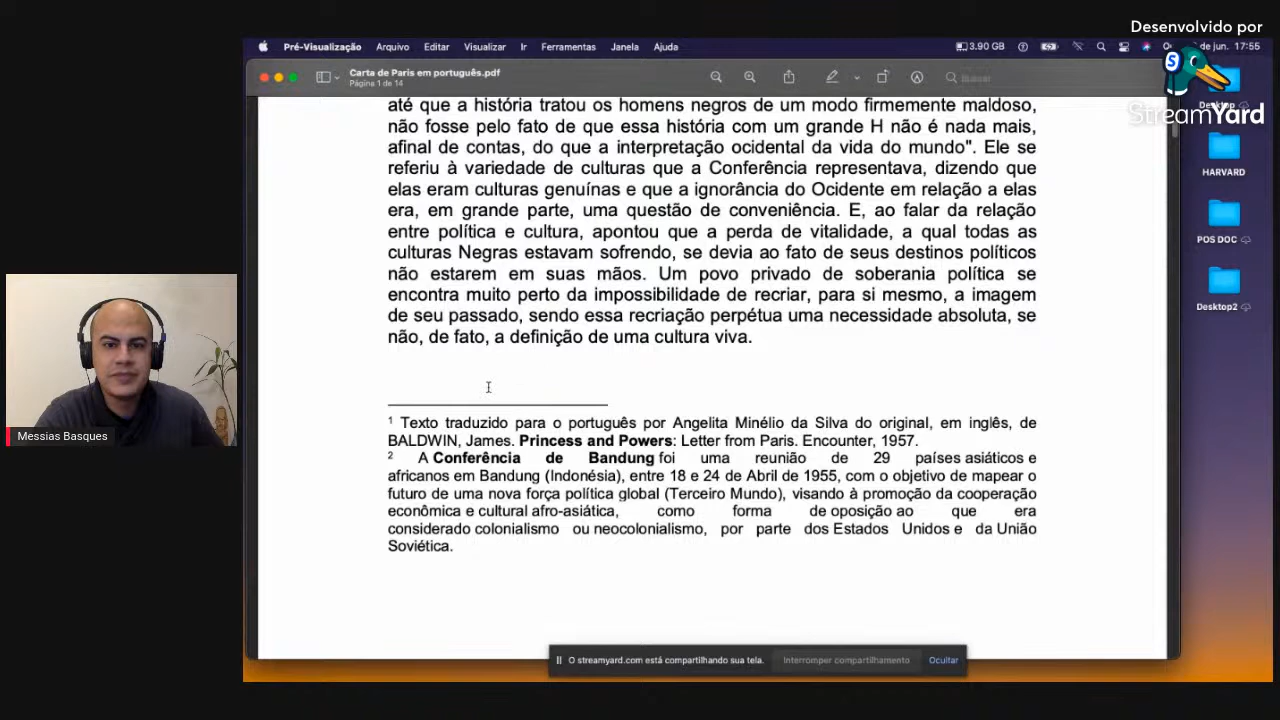 Desenvolvido por
StreamYard
Pré-Visualização Arquivo Editar Visualizar Ir Ferramentas Janela Ajuda
3.90 GB
de jun. 17:55
Carta de Paris em português.pdf
Página 1 de 14
Buscar
até que a história tratou os homens negros de um modo firmemente maldoso,
não fosse pelo fato de que essa história com um grande H não é nada mais,
afinal de contas, do que a interpretação ocidental da vida do mundo". Ele se
referiu à variedade de culturas que a Conferência representava, dizendo que
elas eram culturas genuínas e que a ignorância do Ocidente em relação a elas
era, em grande parte, uma questão de conveniência. E, ao falar da relação
entre política e cultura, apontou que a perda de vitalidade, a qual todas as
culturas Negras estavam sofrendo, se devia ao fato de seus destinos políticos
não estarem em suas mãos. Um povo privado de soberania política se
encontra muito perto da impossibilidade de recriar, para si mesmo, a imagem
de seu passado, sendo essa recriação perpétua uma necessidade absoluta, se
não, de fato, a definição de uma cultura viva.
1 Texto traduzido para o português por Angelita Minélio da Silva do original, em inglês, de
BALDWIN, James. Princess and Powers: Letter from Paris. Encounter, 1957.
2 A Conferência de Bandung foi uma reunião de 29 países asiáticos e
africanos em Bandung (Indonésia), entre 18 e 24 de Abril de 1955, com o objetivo de mapear o
futuro de uma nova força política global (Terceiro Mundo), visando à promoção da cooperação
econômica e cultural afro-asiática, como forma de oposição ao que era
considerado colonialismo ou neocolonialismo, por parte dos Estados Unidos e da União
Soviética.
Desktop
HARVARD
POS DOC
Desktop2
Messias Basques
O streamyard.com está compartilhando sua tela. Interromper compartilhamento Ocultar